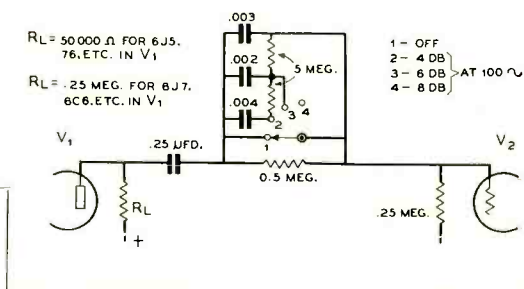 RL = 50000 Ω FOR 6J5.
76, ETC. IN V1
RL = .25 MEG. FOR 6J7.
6C6. ETC. IN V1
.003
.002
.004
5 MEG.
1 - OFF
2 - 4 DB
3 - 6 DB
4 - 8 DB
AT 100 ∿
4
3
2
1
V1
.25 µFD.
0.5 MEG.
V2
RL
+
.25 MEG.